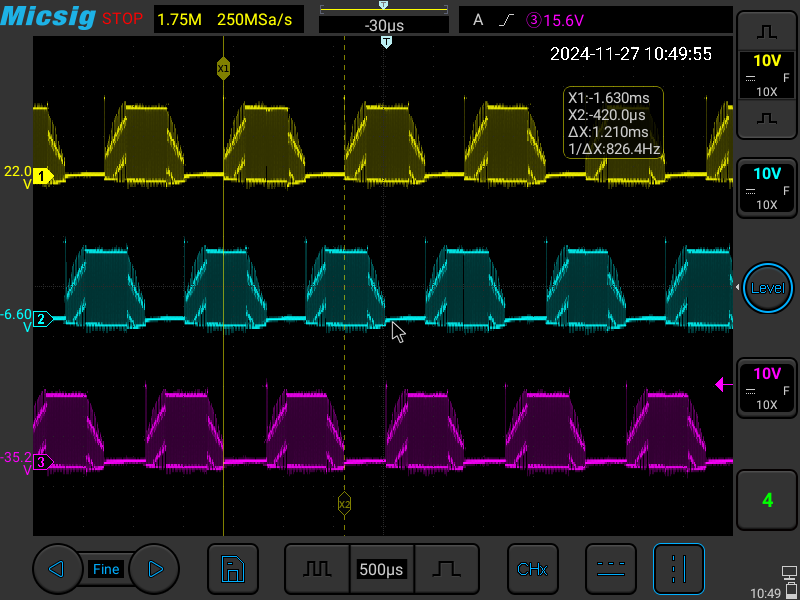 Micsig STOP 1.75M 250MSa/s -30µs A ③ 15.6V
T
T
2024-11-27 10:49:55
X1
X1:-1.630ms
X2:-420.0µs
ΔX:1.210ms
1/ΔX:826.4Hz
10V
F
10X
22.0
V
1
10V
F
10X
-6.60
V
2
Level
10V
F
10X
-35.2
V
3
X2
4
Fine
500µs
CHx
10:49